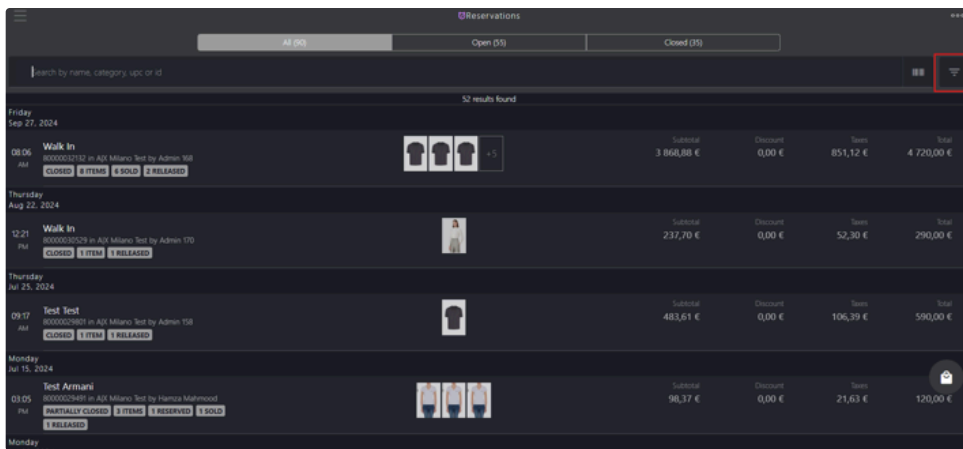 Reservations
All (90)
Open (55)
Closed (35)
Search by name, category, upc or id
52 results found
Friday
Sep 27, 2024
08:06
AM
Walk In
80000032132 in A|X Milano Test by Admin 168
CLOSED 8 ITEMS 6 SOLD 2 RELEASED
+5
Subtotal
3 868,88 €
Discount
0,00 €
Taxes
851,12 €
Total
4 720,00 €
Thursday
Aug 22, 2024
12:21
PM
Walk In
80000030529 in A|X Milano Test by Admin 170
CLOSED 1 ITEM 1 RELEASED
Subtotal
237,70 €
Discount
0,00 €
Taxes
52,30 €
Total
290,00 €
Thursday
Jul 25, 2024
09:17
AM
Test Test
80000029801 in A|X Milano Test by Admin 158
CLOSED 1 ITEM 1 RELEASED
Subtotal
483,61 €
Discount
0,00 €
Taxes
106,39 €
Total
590,00 €
Monday
Jul 15, 2024
03:05
PM
Test Armani
80000029491 in A|X Milano Test by Hamza Mahmood
PARTIALLY CLOSED 3 ITEMS 1 RESERVED 1 SOLD
1 RELEASED
Subtotal
98,37 €
Discount
0,00 €
Taxes
21,63 €
Total
120,00 €
Monday